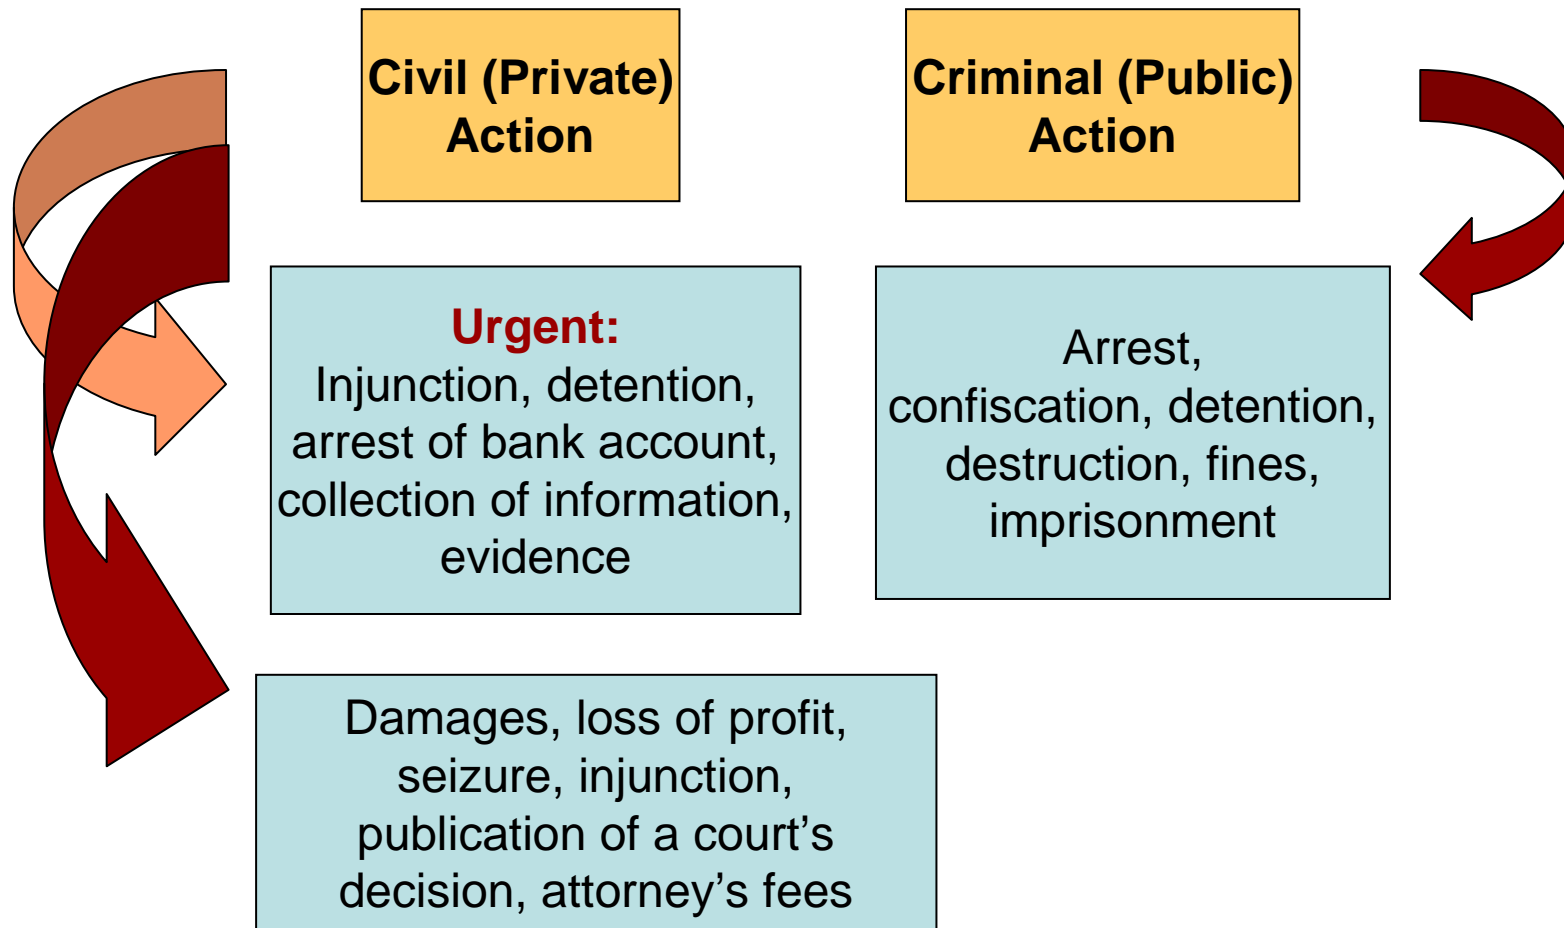 Civil (Private)
Action
Criminal (Public)
Action
Urgent:
Injunction, detention,
arrest of bank account,
collection of information,
evidence
Arrest,
confiscation, detention,
destruction, fines,
imprisonment
Damages, loss of profit,
seizure, injunction,
publication of a court’s
decision, attorney’s fees